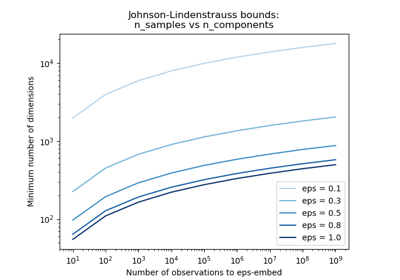 Johnson-Lindenstrauss bounds:
n_samples vs n_components
Minimum number of dimensions
10⁴
10³
10²
10¹ 10² 10³ 10⁴ 10⁵ 10⁶ 10⁷ 10⁸ 10⁹
Number of observations to eps-embed
eps = 0.1
eps = 0.3
eps = 0.5
eps = 0.8
eps = 1.0